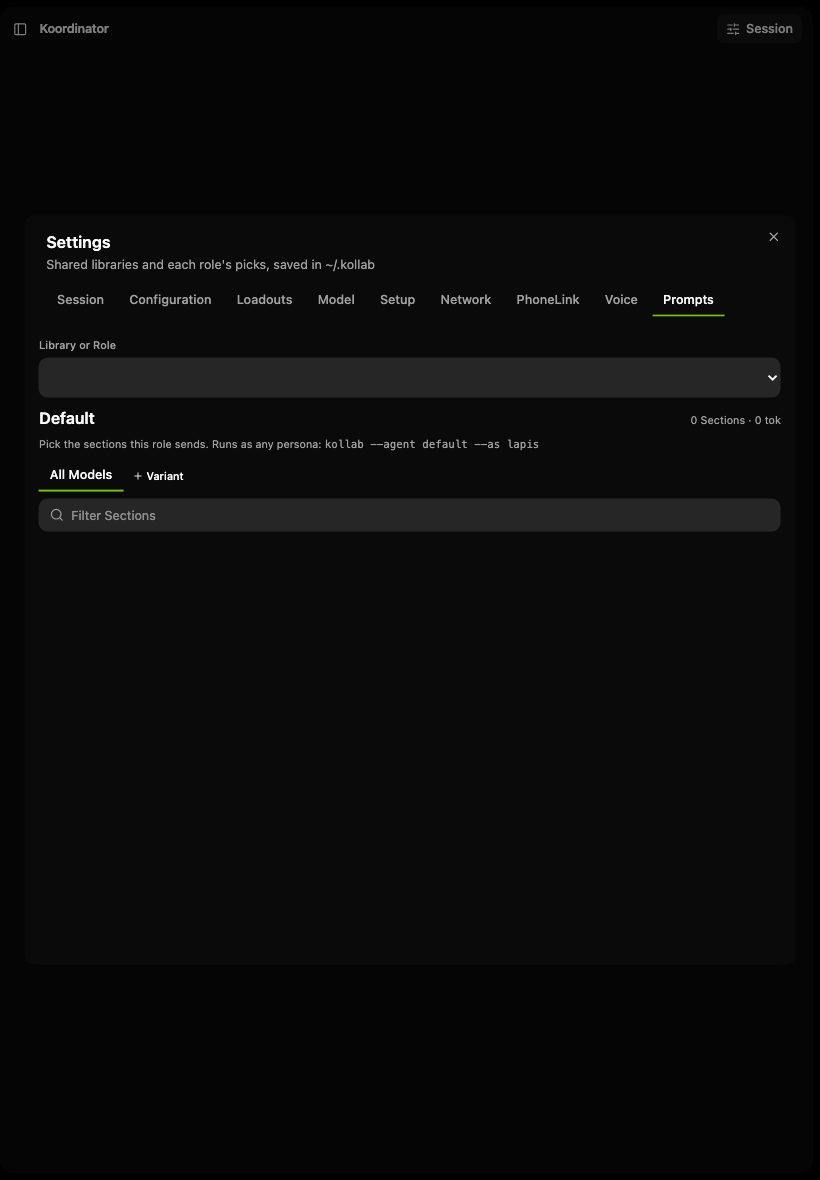 Koordinator
Session
Settings
Shared libraries and each role's picks, saved in ~/.kollab
Session Configuration Loadouts Model Setup Network PhoneLink Voice Prompts
Library or Role
Default
0 Sections · 0 tok
Pick the sections this role sends. Runs as any persona: kollab --agent default --as lapis
All Models + Variant
Filter Sections